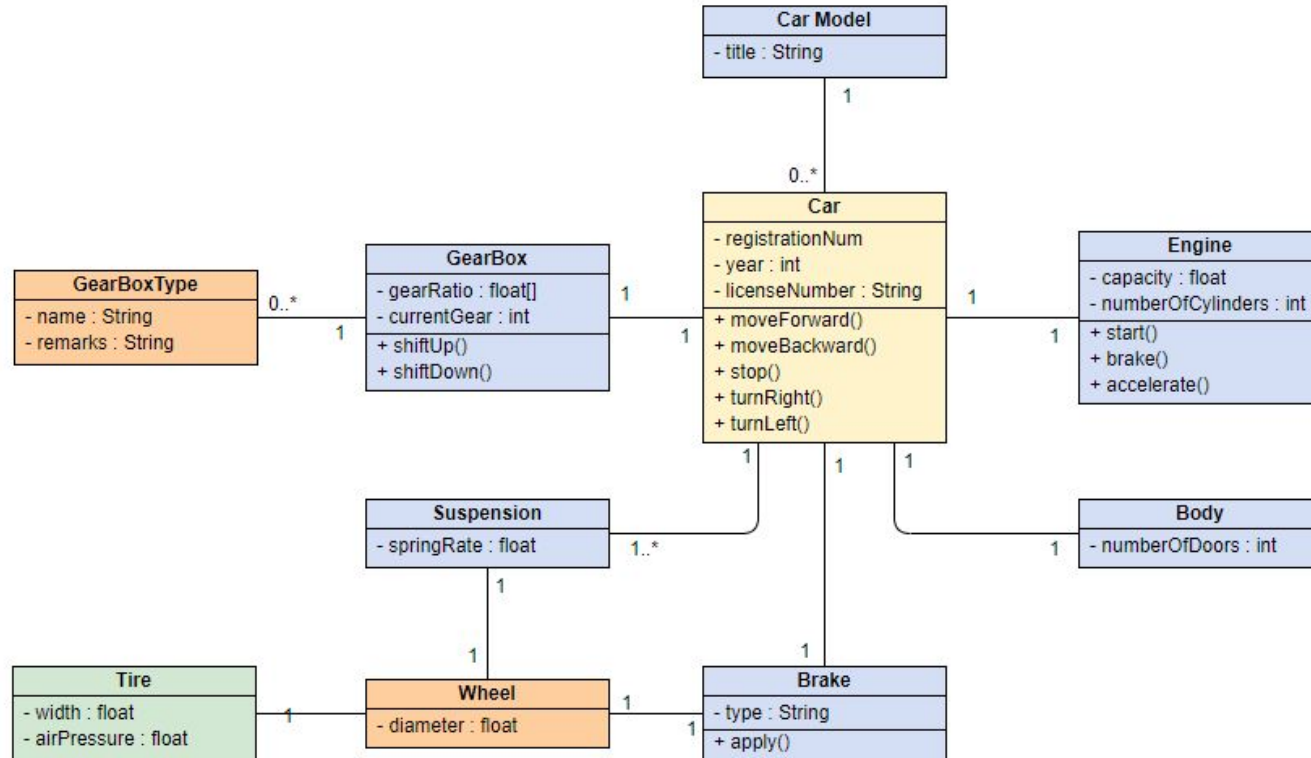 Car Model
- title : String
1
0..*
Car
- registrationNum
- year : int
- licenseNumber : String
+ moveForward()
+ moveBackward()
+ stop()
+ turnRight()
+ turnLeft()
GearBoxType
- name : String
- remarks : String
0..*
1
GearBox
- gearRatio : float[]
- currentGear : int
+ shiftUp()
+ shiftDown()
1
1
1
1
Engine
- capacity : float
- numberOfCylinders : int
+ start()
+ brake()
+ accelerate()
1
1
1
Suspension
- springRate : float
1..*
1
Body
- numberOfDoors : int
1
1
1
Tire
- width : float
- airPressure : float
1
Wheel
- diameter : float
1
1
Brake
- type : String
+ apply()